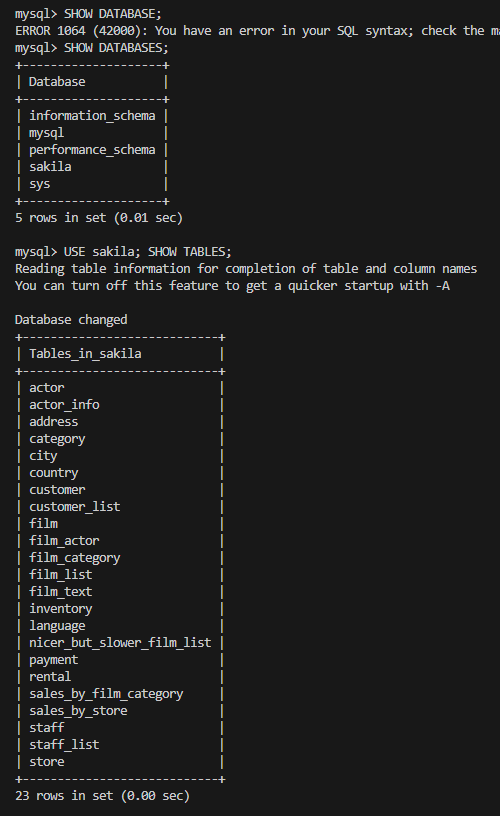 mysql> SHOW DATABASE;
ERROR 1064 (42000): You have an error in your SQL syntax; check the
mysql> SHOW DATABASES;
+--------------------+
| Database           |
+--------------------+
| information_schema |
| mysql              |
| performance_schema |
| sakila             |
| sys                |
+--------------------+
5 rows in set (0.01 sec)

mysql> USE sakila; SHOW TABLES;
Reading table information for completion of table and column names
You can turn off this feature to get a quicker startup with -A

Database changed
+----------------------------+
| Tables_in_sakila           |
+----------------------------+
| actor                      |
| actor_info                 |
| address                    |
| category                   |
| city                       |
| country                    |
| customer                   |
| customer_list              |
| film                       |
| film_actor                 |
| film_category              |
| film_list                  |
| film_text                  |
| inventory                  |
| language                   |
| nicer_but_slower_film_list |
| payment                    |
| rental                     |
| sales_by_film_category     |
| sales_by_store             |
| staff                      |
| staff_list                 |
| store                      |
+----------------------------+
23 rows in set (0.00 sec)